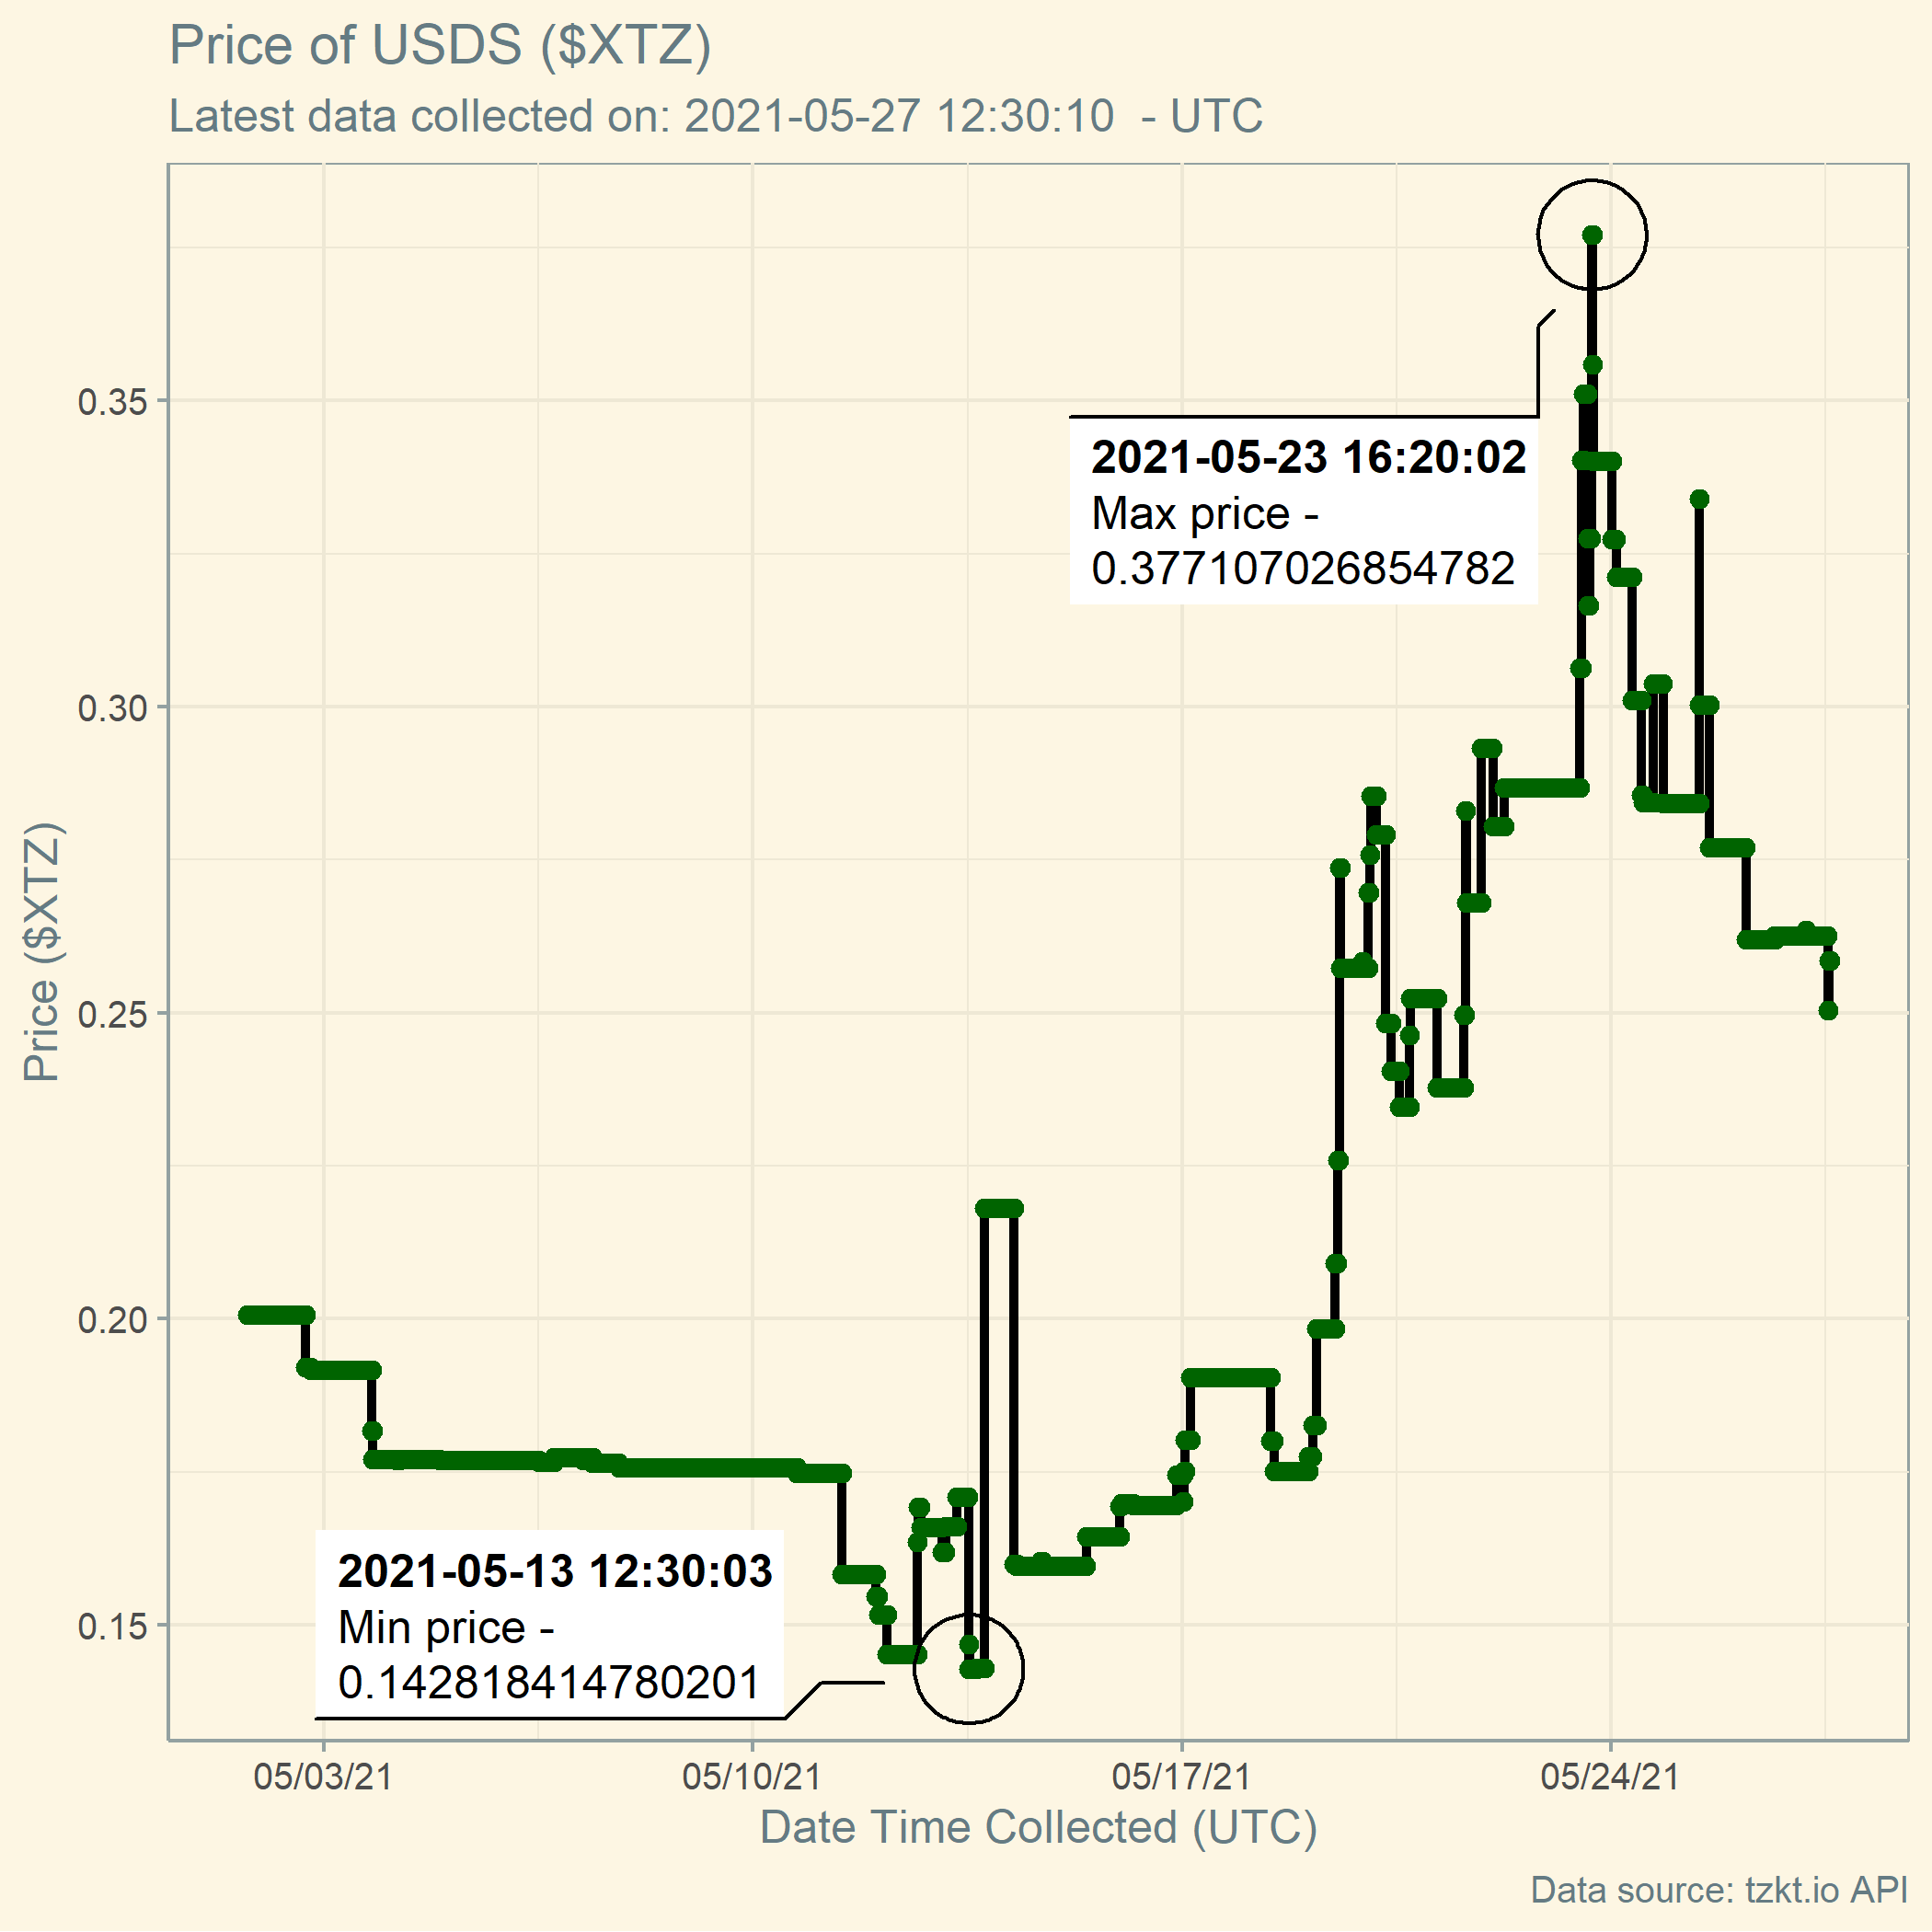 Price of USDS ($XTZ)
Latest data collected on: 2021-05-27 12:30:10  - UTC
2021-05-23 16:20:02
Max price -
0.377107026854782
0.35
0.30
0.25
0.20
0.15
Price ($XTZ)
2021-05-13 12:30:03
Min price -
0.142818414780201
05/03/21
05/10/21
05/17/21
05/24/21
Date Time Collected (UTC)
Data source: tzkt.io API